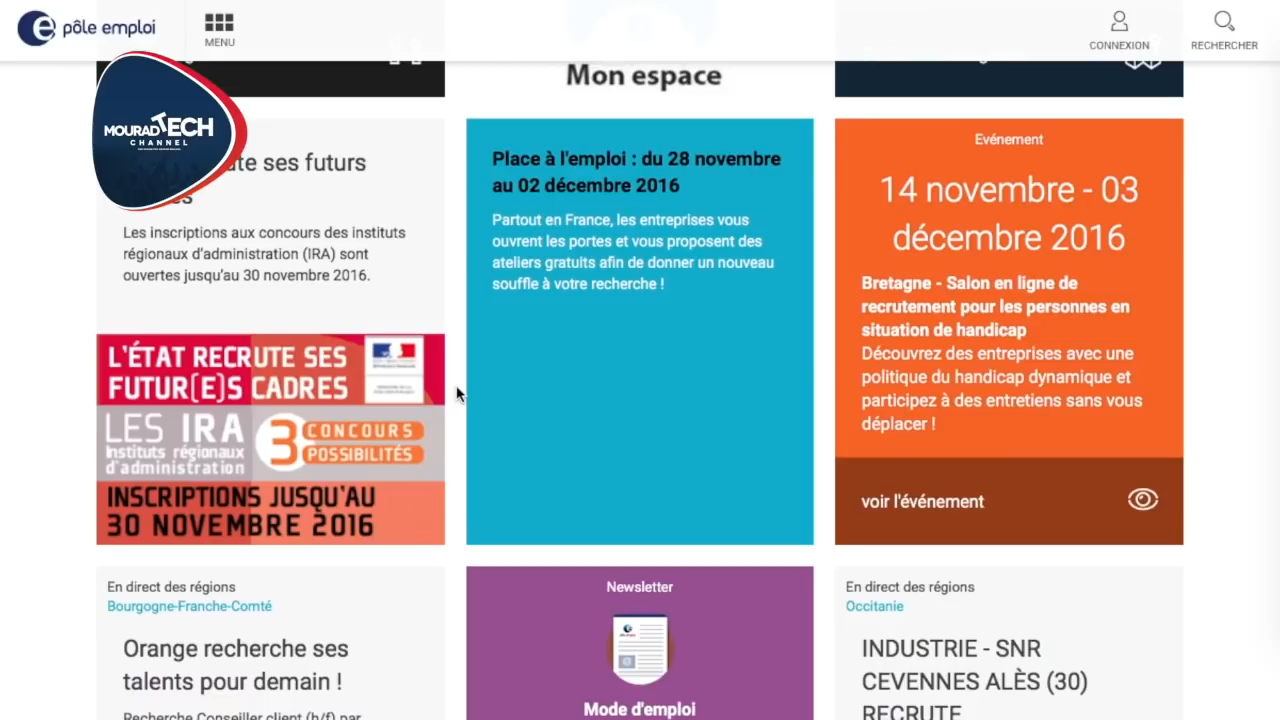 pôle emploi
MENU
CONNEXION
RECHERCHER
Mon espace
MOURAD TECH
CHANNEL
te ses futurs
Les inscriptions aux concours des instituts
régionaux d'administration (IRA) sont
ouvertes jusqu'au 30 novembre 2016.
L'ÉTAT RECRUTE SES
FUTUR(E)S CADRES
LES IRA
Instituts régionaux
d'administration
3 CONCOURS
POSSIBILITÉS
INSCRIPTIONS JUSQU'AU
30 NOVEMBRE 2016
Place à l'emploi : du 28 novembre
au 02 décembre 2016
Partout en France, les entreprises vous
ouvrent les portes et vous proposent des
ateliers gratuits afin de donner un nouveau
souffle à votre recherche !
Evénement
14 novembre - 03
décembre 2016
Bretagne - Salon en ligne de
recrutement pour les personnes en
situation de handicap
Découvrez des entreprises avec une
politique du handicap dynamique et
participez à des entretiens sans vous
déplacer !
voir l'événement
En direct des régions
Bourgogne-Franche-Comté
Orange recherche ses
talents pour demain !
Recherche Conseiller client (h/f) par
Newsletter
Mode d'emploi
En direct des régions
Occitanie
INDUSTRIE - SNR
CEVENNES ALÈS (30)
RECRUTE